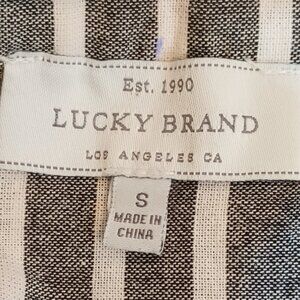 Est. 1990
LUCKY BRAND
LOS ANGELES CA
S
MADE IN
CHINA